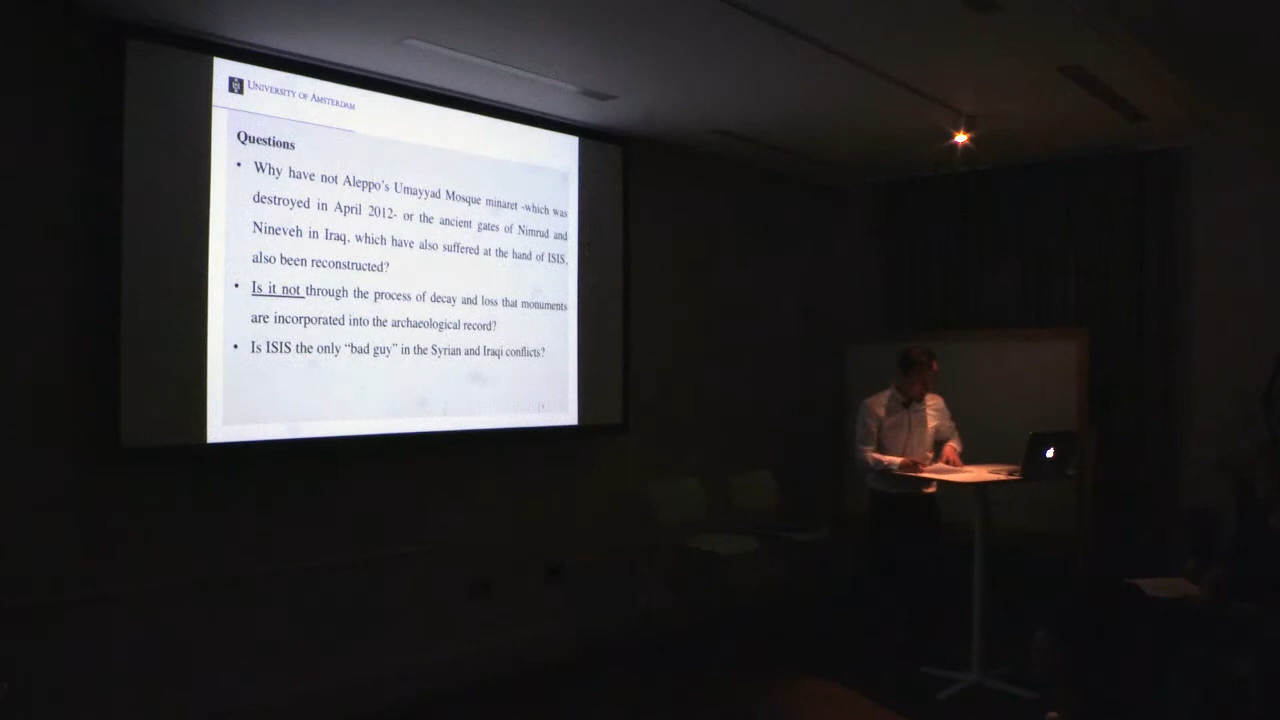 UNIVERSITY OF AMSTERDAM
Questions
• Why have not Aleppo's Umayyad Mosque minaret -which was
destroyed in April 2012- or the ancient gates of Nimrud and
Nineveh in Iraq, which have also suffered at the hand of ISIS,
also been reconstructed?
• Is it not through the process of decay and loss that monuments
are incorporated into the archaeological record?
• Is ISIS the only "bad guy" in the Syrian and Iraqi conflicts?